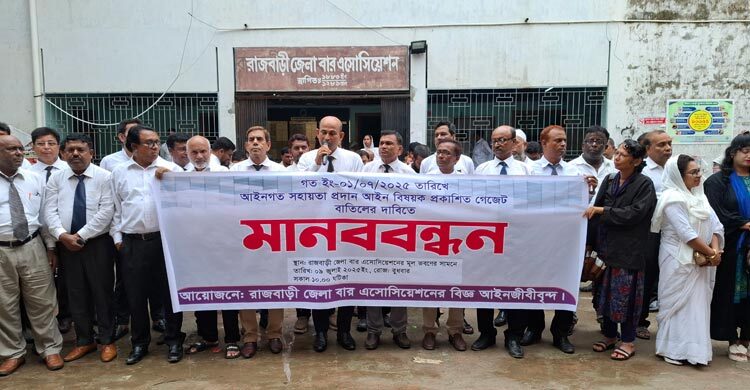 রাজবাড়ী জেলা বার এসোসিয়েশন
স্থাপিতঃ
গত ইং-০১/০৭/২০২৫ তারিখে
আইনগত সহায়তা প্রদান আইন বিষয়ক প্রকাশিত গেজেট
বাতিলের দাবিতে
মানববন্ধন
স্থান: রাজবাড়ী জেলা বার এসোসিয়েশনের মূল ভবনের সামনে
তারিখ: ০৯ জুলাই ২০২৫ইং, রোজ: বুধবার
সকাল ১০.০০ ঘটিকা
আয়োজনে: রাজবাড়ী জেলা বার এসোসিয়েশনের বিজ্ঞ আইনজীবীবৃন্দ।